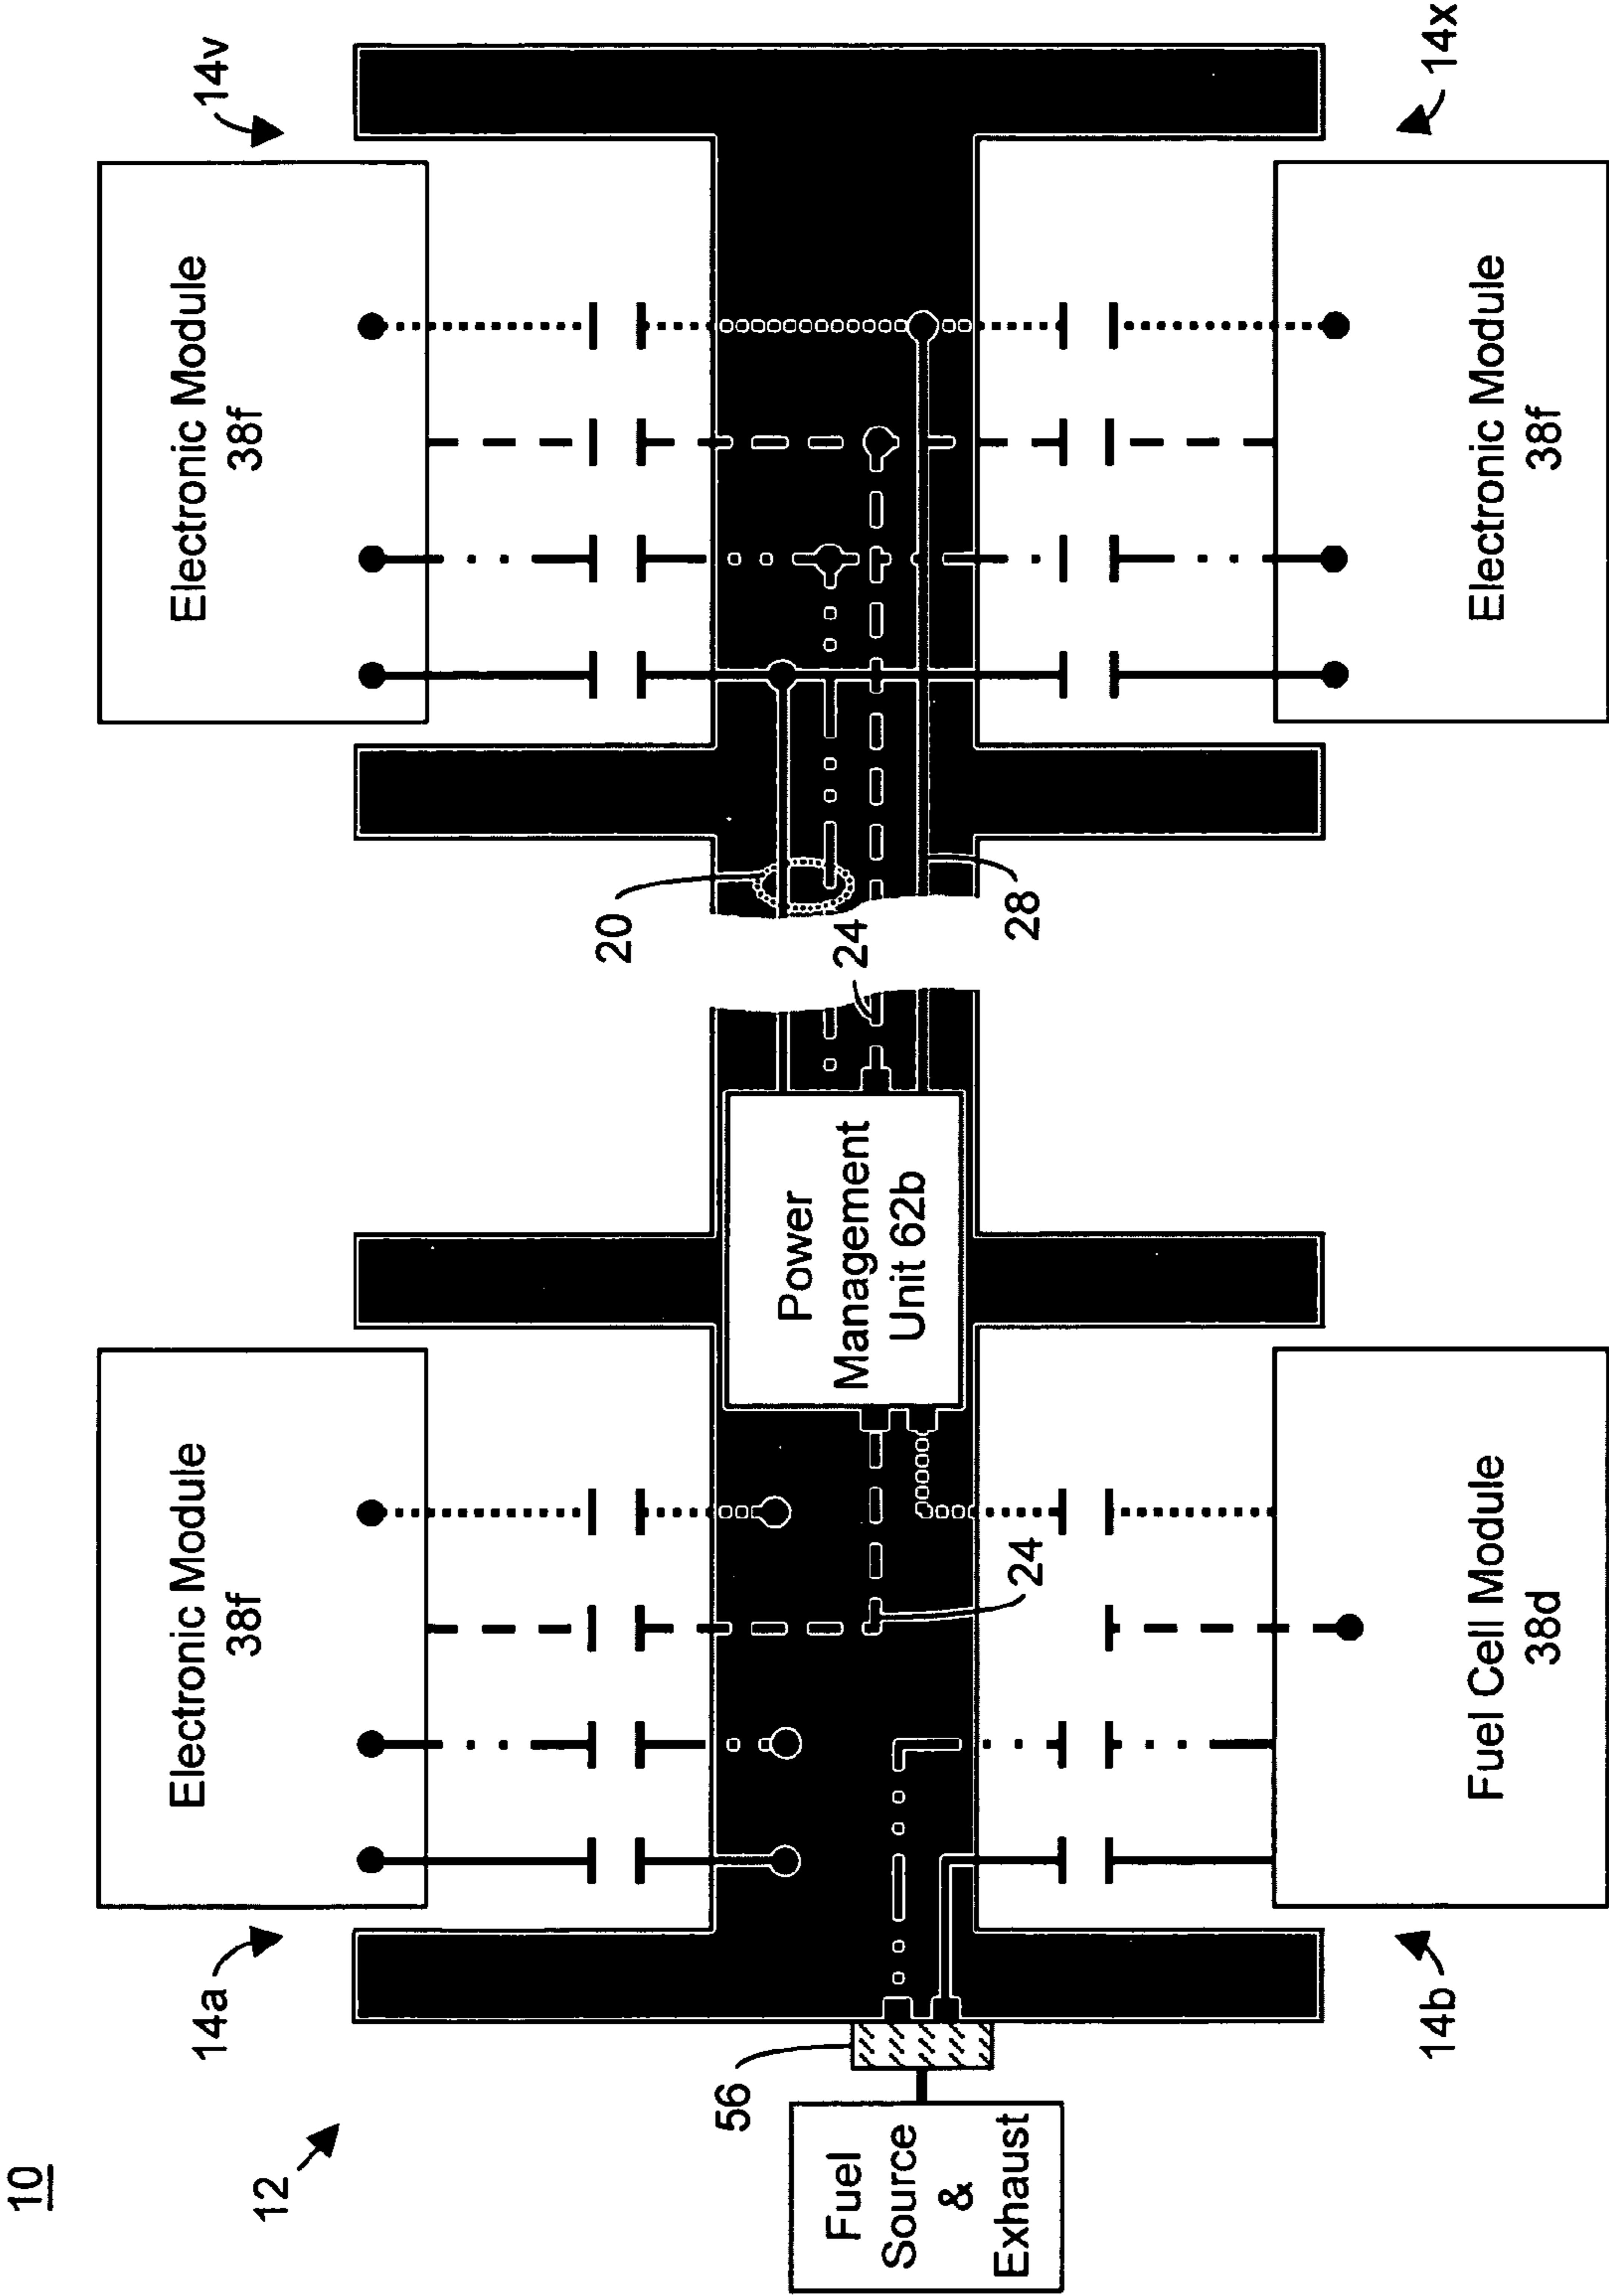 10
12
14a
Electronic Module
38f
14v
Electronic Module
38f
56
Fuel
Source
&
Exhaust
Power
Management
Unit 62b
20
24
24
28
14b
Fuel Cell Module
38d
14x
Electronic Module
38f